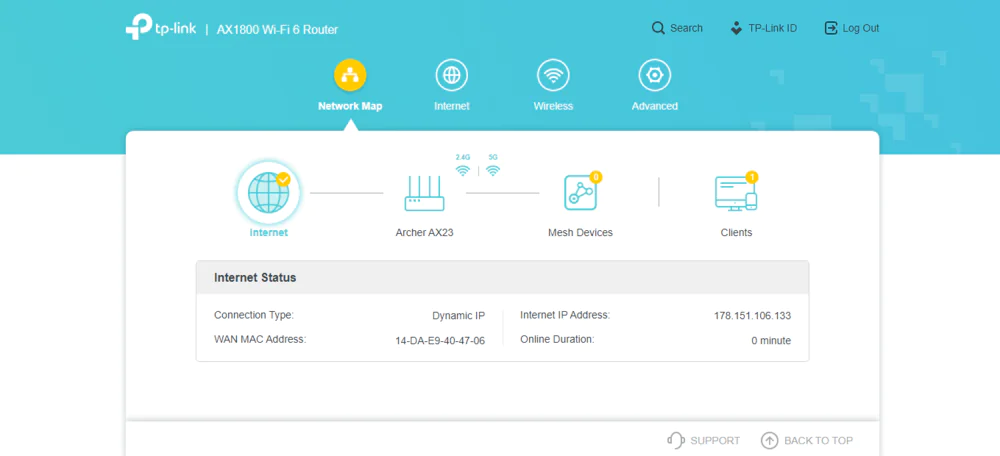 tp-link | AX1800 Wi-Fi 6 Router
Search
TP-Link ID
Log Out
Network Map
Internet
Wireless
Advanced
2.4G
5G
0
1
Internet
Archer AX23
Mesh Devices
Clients
Internet Status
Connection Type: Dynamic IP
Internet IP Address: 178.151.106.133
WAN MAC Address: 14-DA-E9-40-47-06
Online Duration: 0 minute
SUPPORT
BACK TO TOP